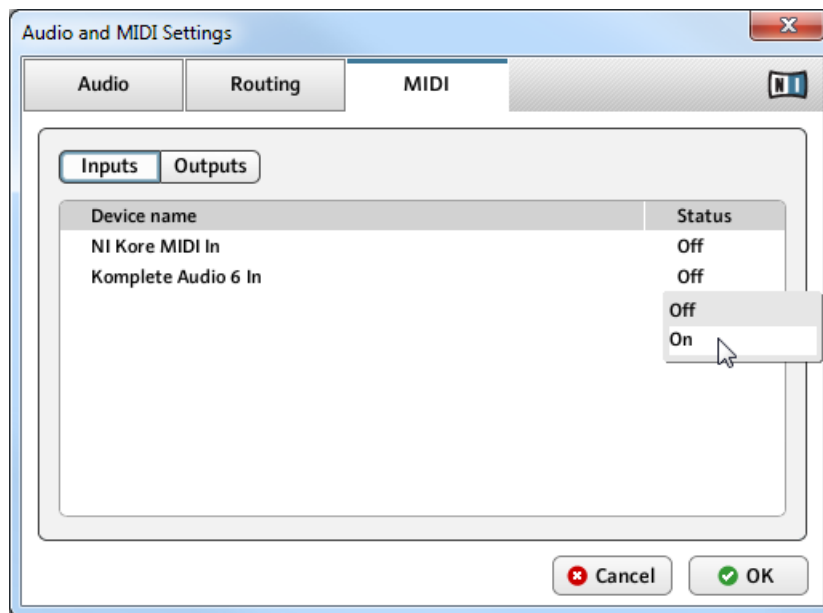 Audio and MIDI Settings
Audio Routing MIDI NI
Inputs Outputs
Device name Status
NI Kore MIDI In Off
Komplete Audio 6 In Off
Off
On
Cancel OK